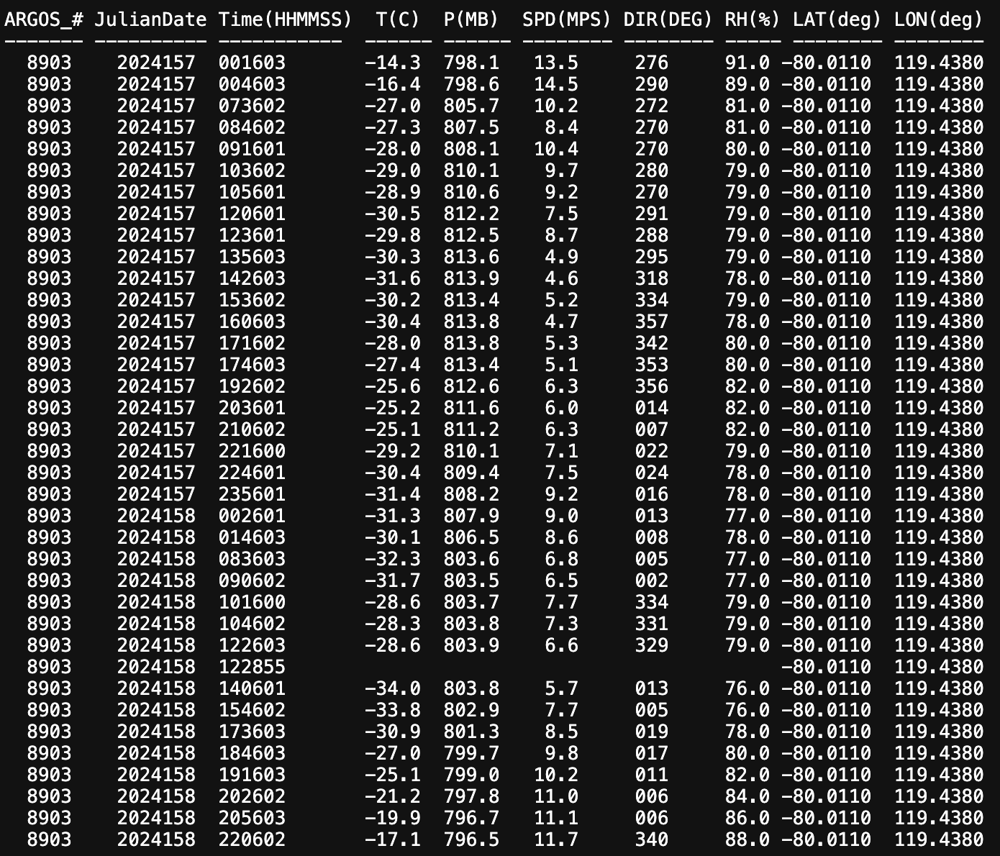 ARGOS_# JulianDate Time(HHMMSS)  T(C)  P(MB)  SPD(MPS) DIR(DEG) RH(%) LAT(deg) LON(deg)
------- ---------- -----------  ------ ------ -------- -------- ----- -------- --------
  8903    2024157  001603       -14.3  798.1   13.5     276     91.0 -80.0110  119.4380
  8903    2024157  004603       -16.4  798.6   14.5     290     89.0 -80.0110  119.4380
  8903    2024157  073602       -27.0  805.7   10.2     272     81.0 -80.0110  119.4380
  8903    2024157  084602       -27.3  807.5    8.4     270     81.0 -80.0110  119.4380
  8903    2024157  091601       -28.0  808.1   10.4     270     80.0 -80.0110  119.4380
  8903    2024157  103602       -29.0  810.1    9.7     280     79.0 -80.0110  119.4380
  8903    2024157  105601       -28.9  810.6    9.2     270     79.0 -80.0110  119.4380
  8903    2024157  120601       -30.5  812.2    7.5     291     79.0 -80.0110  119.4380
  8903    2024157  123601       -29.8  812.5    8.7     288     79.0 -80.0110  119.4380
  8903    2024157  135603       -30.3  813.6    4.9     295     79.0 -80.0110  119.4380
  8903    2024157  142603       -31.6  813.9    4.6     318     78.0 -80.0110  119.4380
  8903    2024157  153602       -30.2  813.4    5.2     334     79.0 -80.0110  119.4380
  8903    2024157  160603       -30.4  813.8    4.7     357     78.0 -80.0110  119.4380
  8903    2024157  171602       -28.0  813.8    5.3     342     80.0 -80.0110  119.4380
  8903    2024157  174603       -27.4  813.4    5.1     353     80.0 -80.0110  119.4380
  8903    2024157  192602       -25.6  812.6    6.3     356     82.0 -80.0110  119.4380
  8903    2024157  203601       -25.2  811.6    6.0     014     82.0 -80.0110  119.4380
  8903    2024157  210602       -25.1  811.2    6.3     007     82.0 -80.0110  119.4380
  8903    2024157  221600       -29.2  810.1    7.1     022     79.0 -80.0110  119.4380
  8903    2024157  224601       -30.4  809.4    7.5     024     78.0 -80.0110  119.4380
  8903    2024157  235601       -31.4  808.2    9.2     016     78.0 -80.0110  119.4380
  8903    2024158  002601       -31.3  807.9    9.0     013     77.0 -80.0110  119.4380
  8903    2024158  014603       -30.1  806.5    8.6     008     78.0 -80.0110  119.4380
  8903    2024158  083603       -32.3  803.6    6.8     005     77.0 -80.0110  119.4380
  8903    2024158  090602       -31.7  803.5    6.5     002     77.0 -80.0110  119.4380
  8903    2024158  101600       -28.6  803.7    7.7     334     79.0 -80.0110  119.4380
  8903    2024158  104602       -28.3  803.8    7.3     331     79.0 -80.0110  119.4380
  8903    2024158  122603       -28.6  803.9    6.6     329     79.0 -80.0110  119.4380
  8903    2024158  122855                                            -80.0110  119.4380
  8903    2024158  140601       -34.0  803.8    5.7     013     76.0 -80.0110  119.4380
  8903    2024158  154602       -33.8  802.9    7.7     005     76.0 -80.0110  119.4380
  8903    2024158  173603       -30.9  801.3    8.5     019     78.0 -80.0110  119.4380
  8903    2024158  184603       -27.0  799.7    9.8     017     80.0 -80.0110  119.4380
  8903    2024158  191603       -25.1  799.0   10.2     011     82.0 -80.0110  119.4380
  8903    2024158  202602       -21.2  797.8   11.0     006     84.0 -80.0110  119.4380
  8903    2024158  205603       -19.9  796.7   11.1     006     86.0 -80.0110  119.4380
  8903    2024158  220602       -17.1  796.5   11.7     340     88.0 -80.0110  119.4380